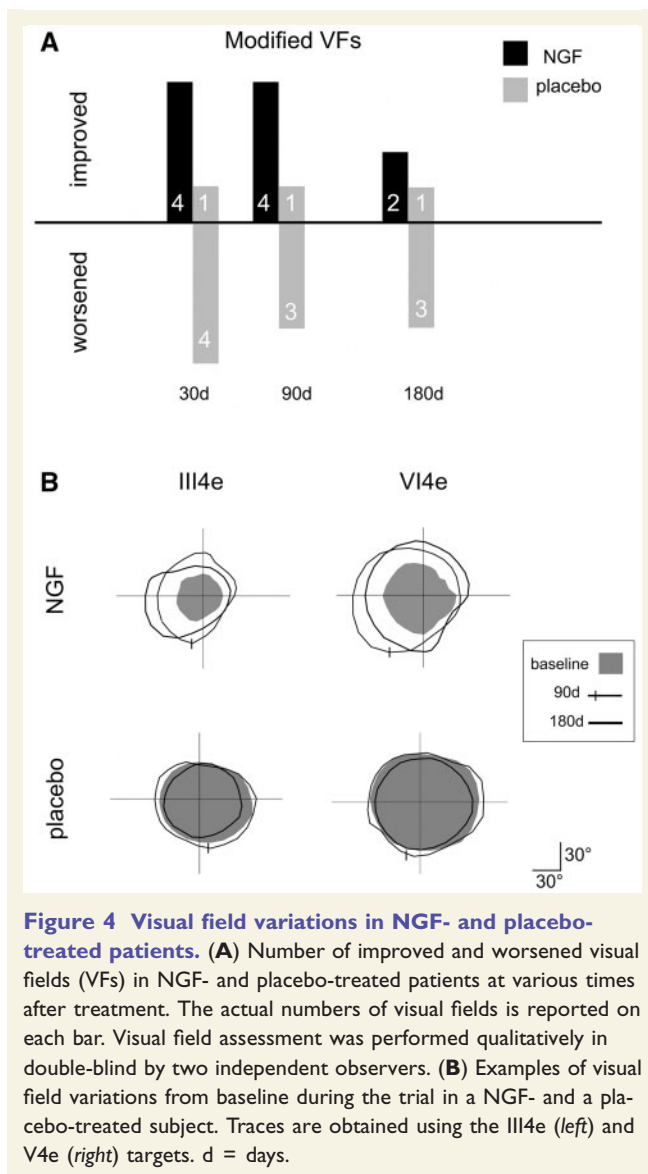 A
Modified VFs
NGF
placebo
improved
4 1 4 1 2 1
worsened
4 3 3
30d 90d 180d
B
III4e VI4e
NGF
baseline
90d
180d
placebo
30°
30°
Figure 4 Visual field variations in NGF- and placebo-
treated patients. (A) Number of improved and worsened visual
fields (VFs) in NGF- and placebo-treated patients at various times
after treatment. The actual numbers of visual fields is reported on
each bar. Visual field assessment was performed qualitatively in
double-blind by two independent observers. (B) Examples of visual
field variations from baseline during the trial in a NGF- and a pla-
cebo-treated subject. Traces are obtained using the III4e (left) and
V4e (right) targets. d = days.